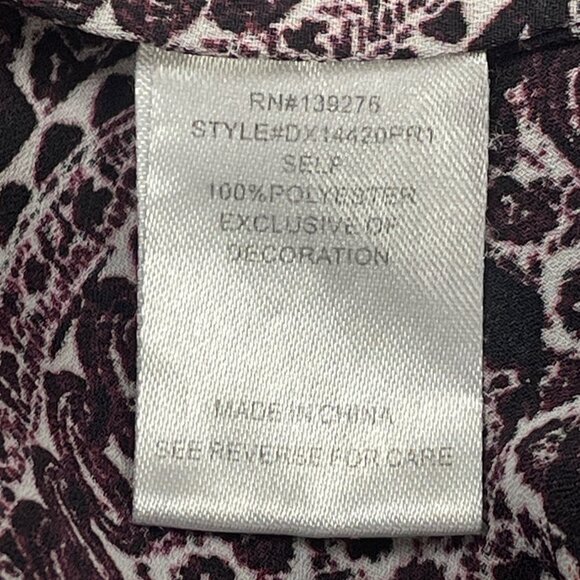 RN#139276
STYLE#DX14420PR1
SELF
100%POLYESTER
EXCLUSIVE OF
DECORATION
MADE IN CHINA
SEE REVERSE FOR CARE